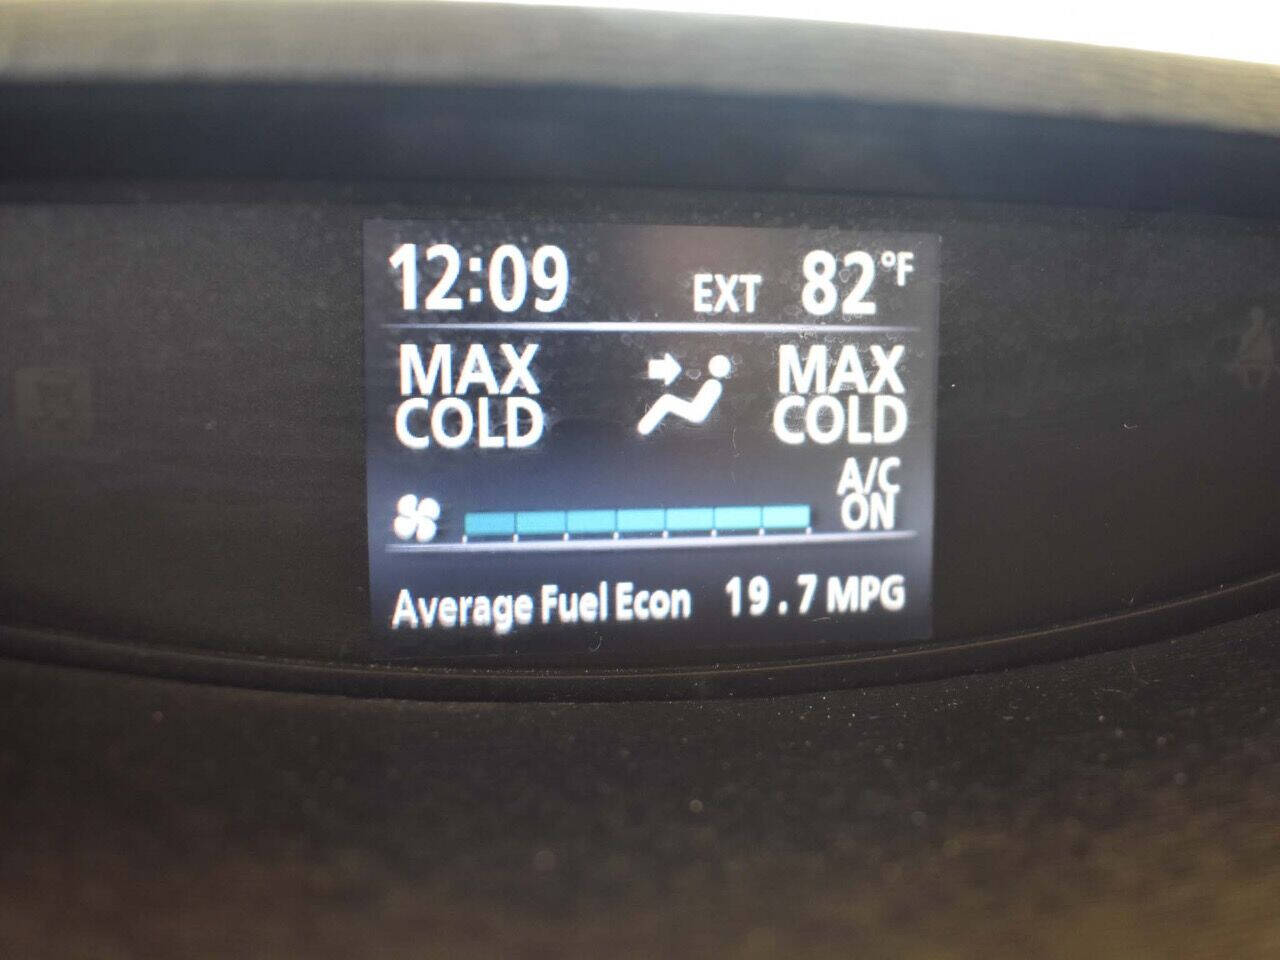 12:09 EXT 82°F
MAX COLD MAX COLD
A/C ON
Average Fuel Econ 19.7 MPG